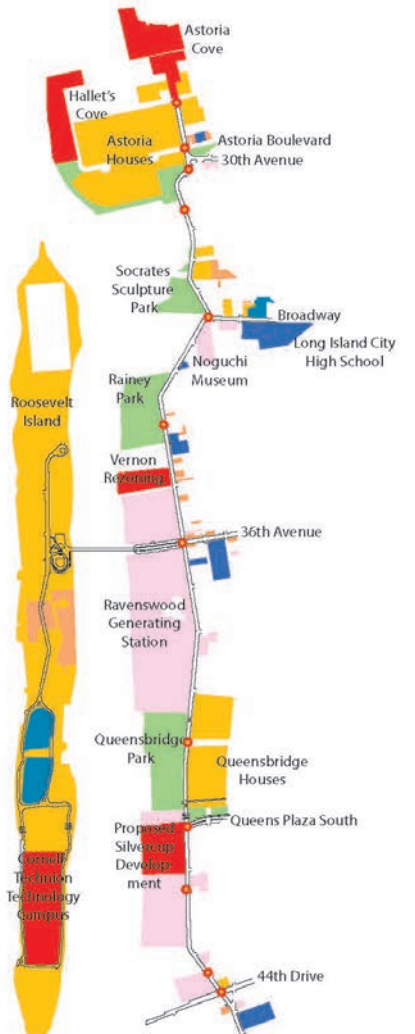 Astoria
Cove
Hallet's
Cove
Astoria
Houses
Astoria Boulevard
30th Avenue
Socrates
Sculpture
Park
Broadway
Long Island City
High School
Noguchi
Museum
Rainey
Park
Roosevelt
Island
Vernon
Rezoning
36th Avenue
Ravenswood
Generating
Station
Queensbridge
Park
Queensbridge
Houses
Queens Plaza South
Proposed
Silvercup
Develop-
ment
Cornell
Technion
Technology
Campus
44th Drive